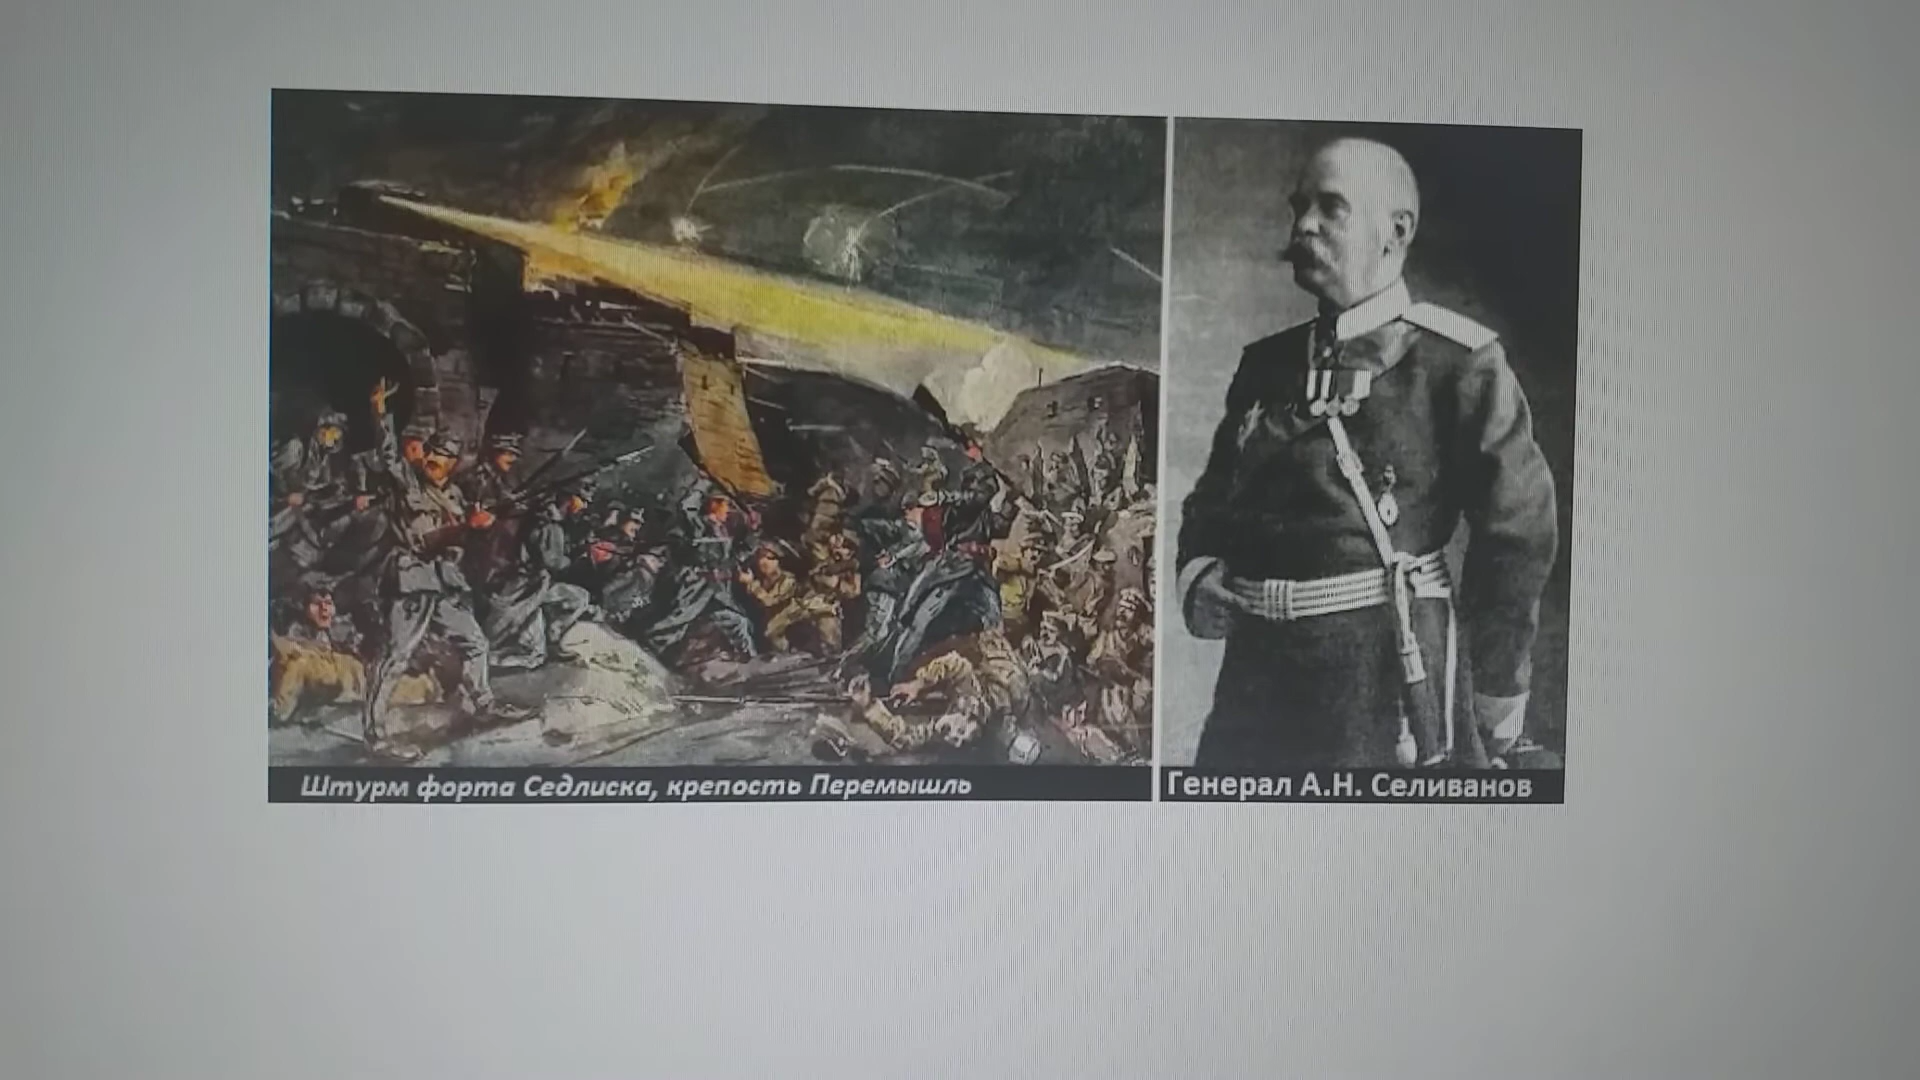 Штурм форта Седлиска, крепость Перемышль
Генерал А.Н. Селиванов